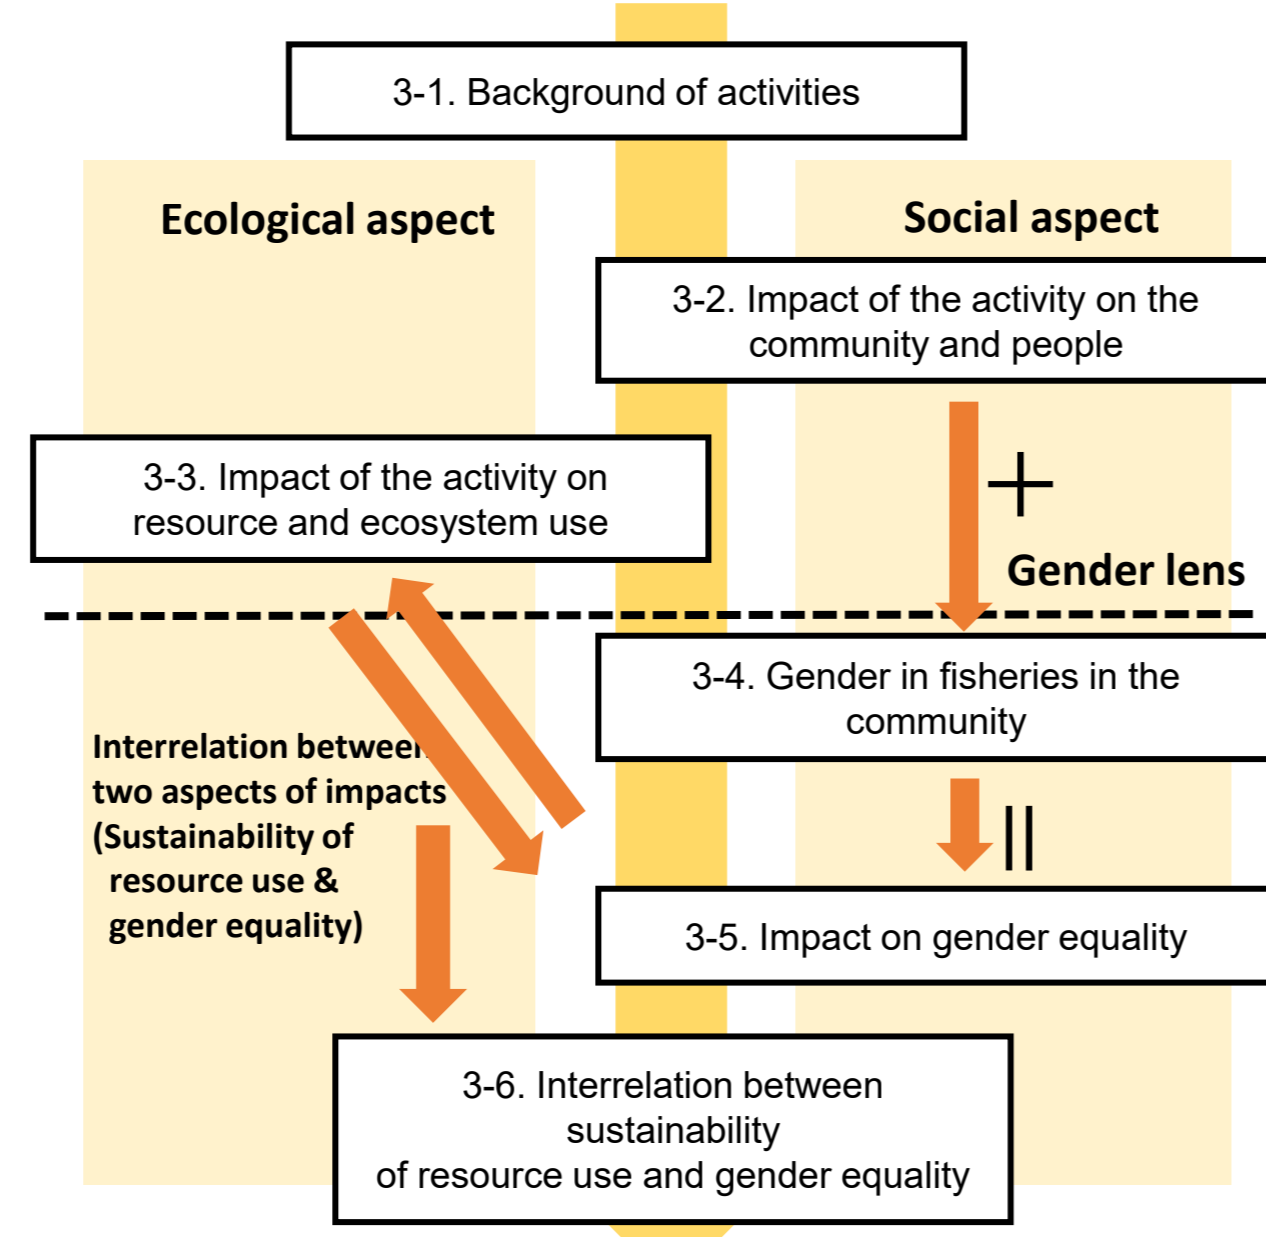 3-1. Background of activities
Ecological aspect
Social aspect
3-2. Impact of the activity on the
community and people
3-3. Impact of the activity on
resource and ecosystem use
Gender lens
3-4. Gender in fisheries in the
community
Interrelation between
two aspects of impacts
(Sustainability of
resource use &
gender equality)
3-5. Impact on gender equality
3-6. Interrelation between
sustainability
of resource use and gender equality